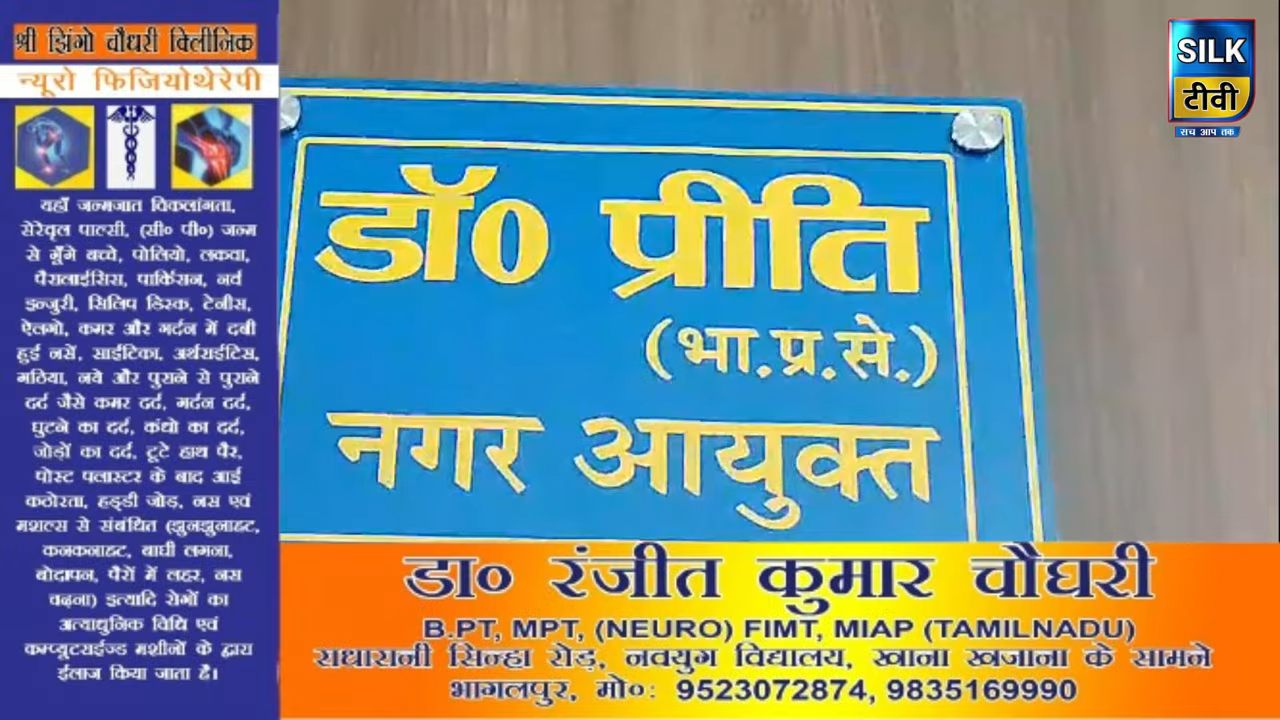 श्री झिंगो चौधरी क्लिीनिक
न्यूरो फिजियोथेरेपी
यहाँ जन्मजात विकलांगता,
सेरेवृल पाल्सी, (सी० पी०) जन्म
से गूँगे बच्चे, पोलियो, लकवा,
पैरालाईसिस, पार्किसन, नर्व
इन्जुरी, सिलिप डिस्क, टेनीस,
ऐलगो, कमर और गर्दन में दबी
हुई नसें, साईटिका, अर्थराईटिस,
गठिया, नये और पुराने से पुराने
दर्द जैसे कमर दर्द, गर्दन दर्द,
घुटने का दर्द, कंधो का दर्द,
जोड़ों का दर्द, टूटे हाथ पैर,
पोस्ट पलास्टर के बाद आई
कठोरता, हड्डी जोड़, नस एवं
मशल्स से संबंधित (झुनझुनाहट,
कनकनाहट, बाघी लगना,
बोदापन, पैरों में लहर, नस
चढ़ना) इत्यादि रोगों का
अत्याधुनिक विधि एवं
कम्प्युटराईज्ड मशीनों के द्वारा
ईलाज किया जाता है।
SILK
टीवी
सच आप तक
डॉ० प्रीति
(भा.प्र.से.)
नगर आयुक्त
डा० रंजीत कुमार चौधरी
B.PT, MPT, (NEURO) FIMT, MIAP (TAMILNADU)
राधारानी सिन्हा रोड़, नवयुग विद्यालय, खाना खजाना के सामने
भागलपुर, मो०: 9523072874, 9835169990